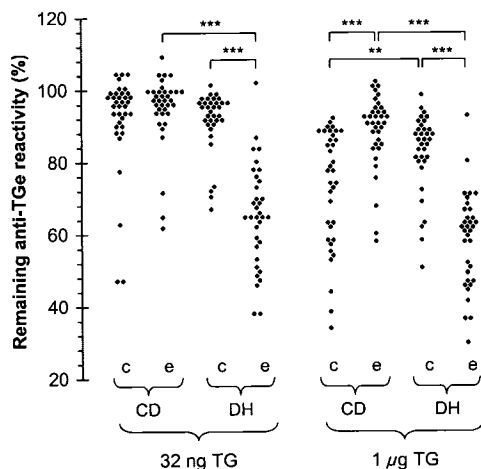 Remaining anti-TGe reactivity (%)
120
100
80
60
40
20
*** ***
*** ***
** ***
c e c e c e c e
CD DH CD DH
32 ng TG 1 µg TG